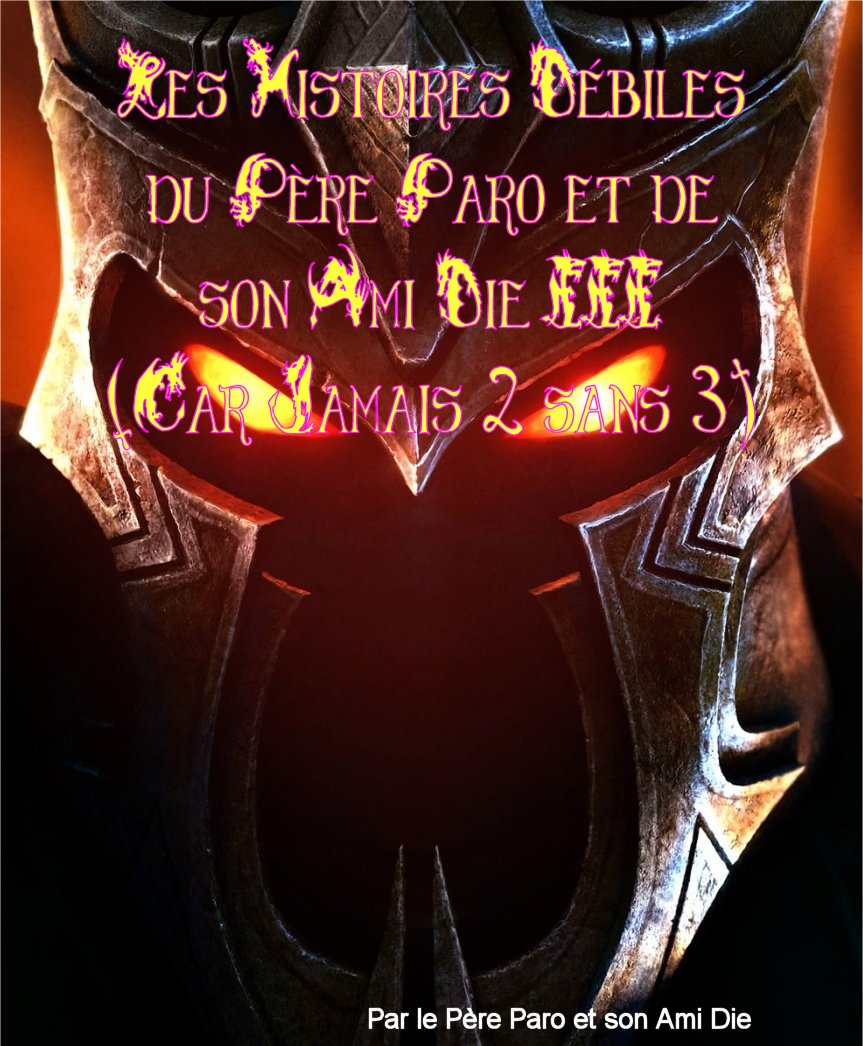 Les Histoires Débiles
du Père Paro et de
son Ami Die III
(Car Jamais 2 sans 3)
Par le Père Paro et son Ami Die